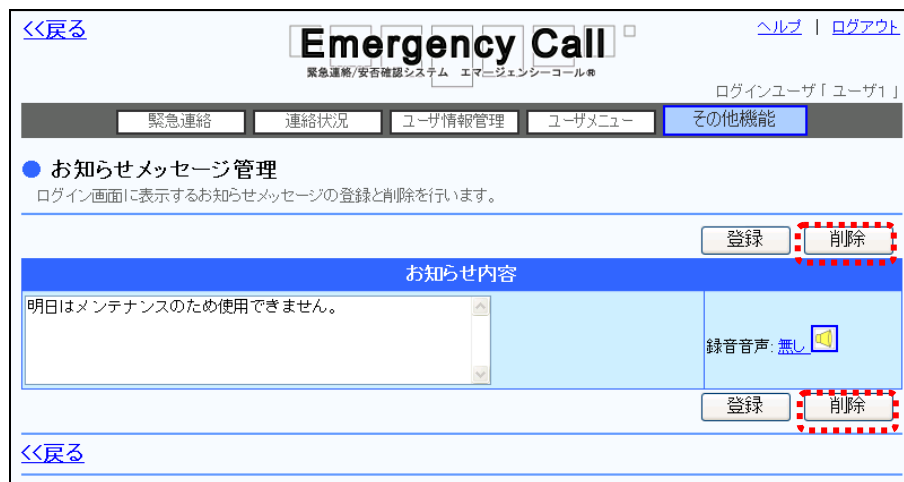 <<戻る
ヘルプ | ログアウト
Emergency Call
緊急連絡/安否確認システム エマージェンシーコール®
ログインユーザ「 ユーザ1 」
緊急連絡 連絡状況 ユーザ情報管理 ユーザメニュー その他機能
お知らせメッセージ管理
ログイン画面に表示するお知らせメッセージの登録と削除を行います。
登録 削除
お知らせ内容
明日はメンテナンスのため使用できません。
録音音声: 無し
登録 削除
<<戻る